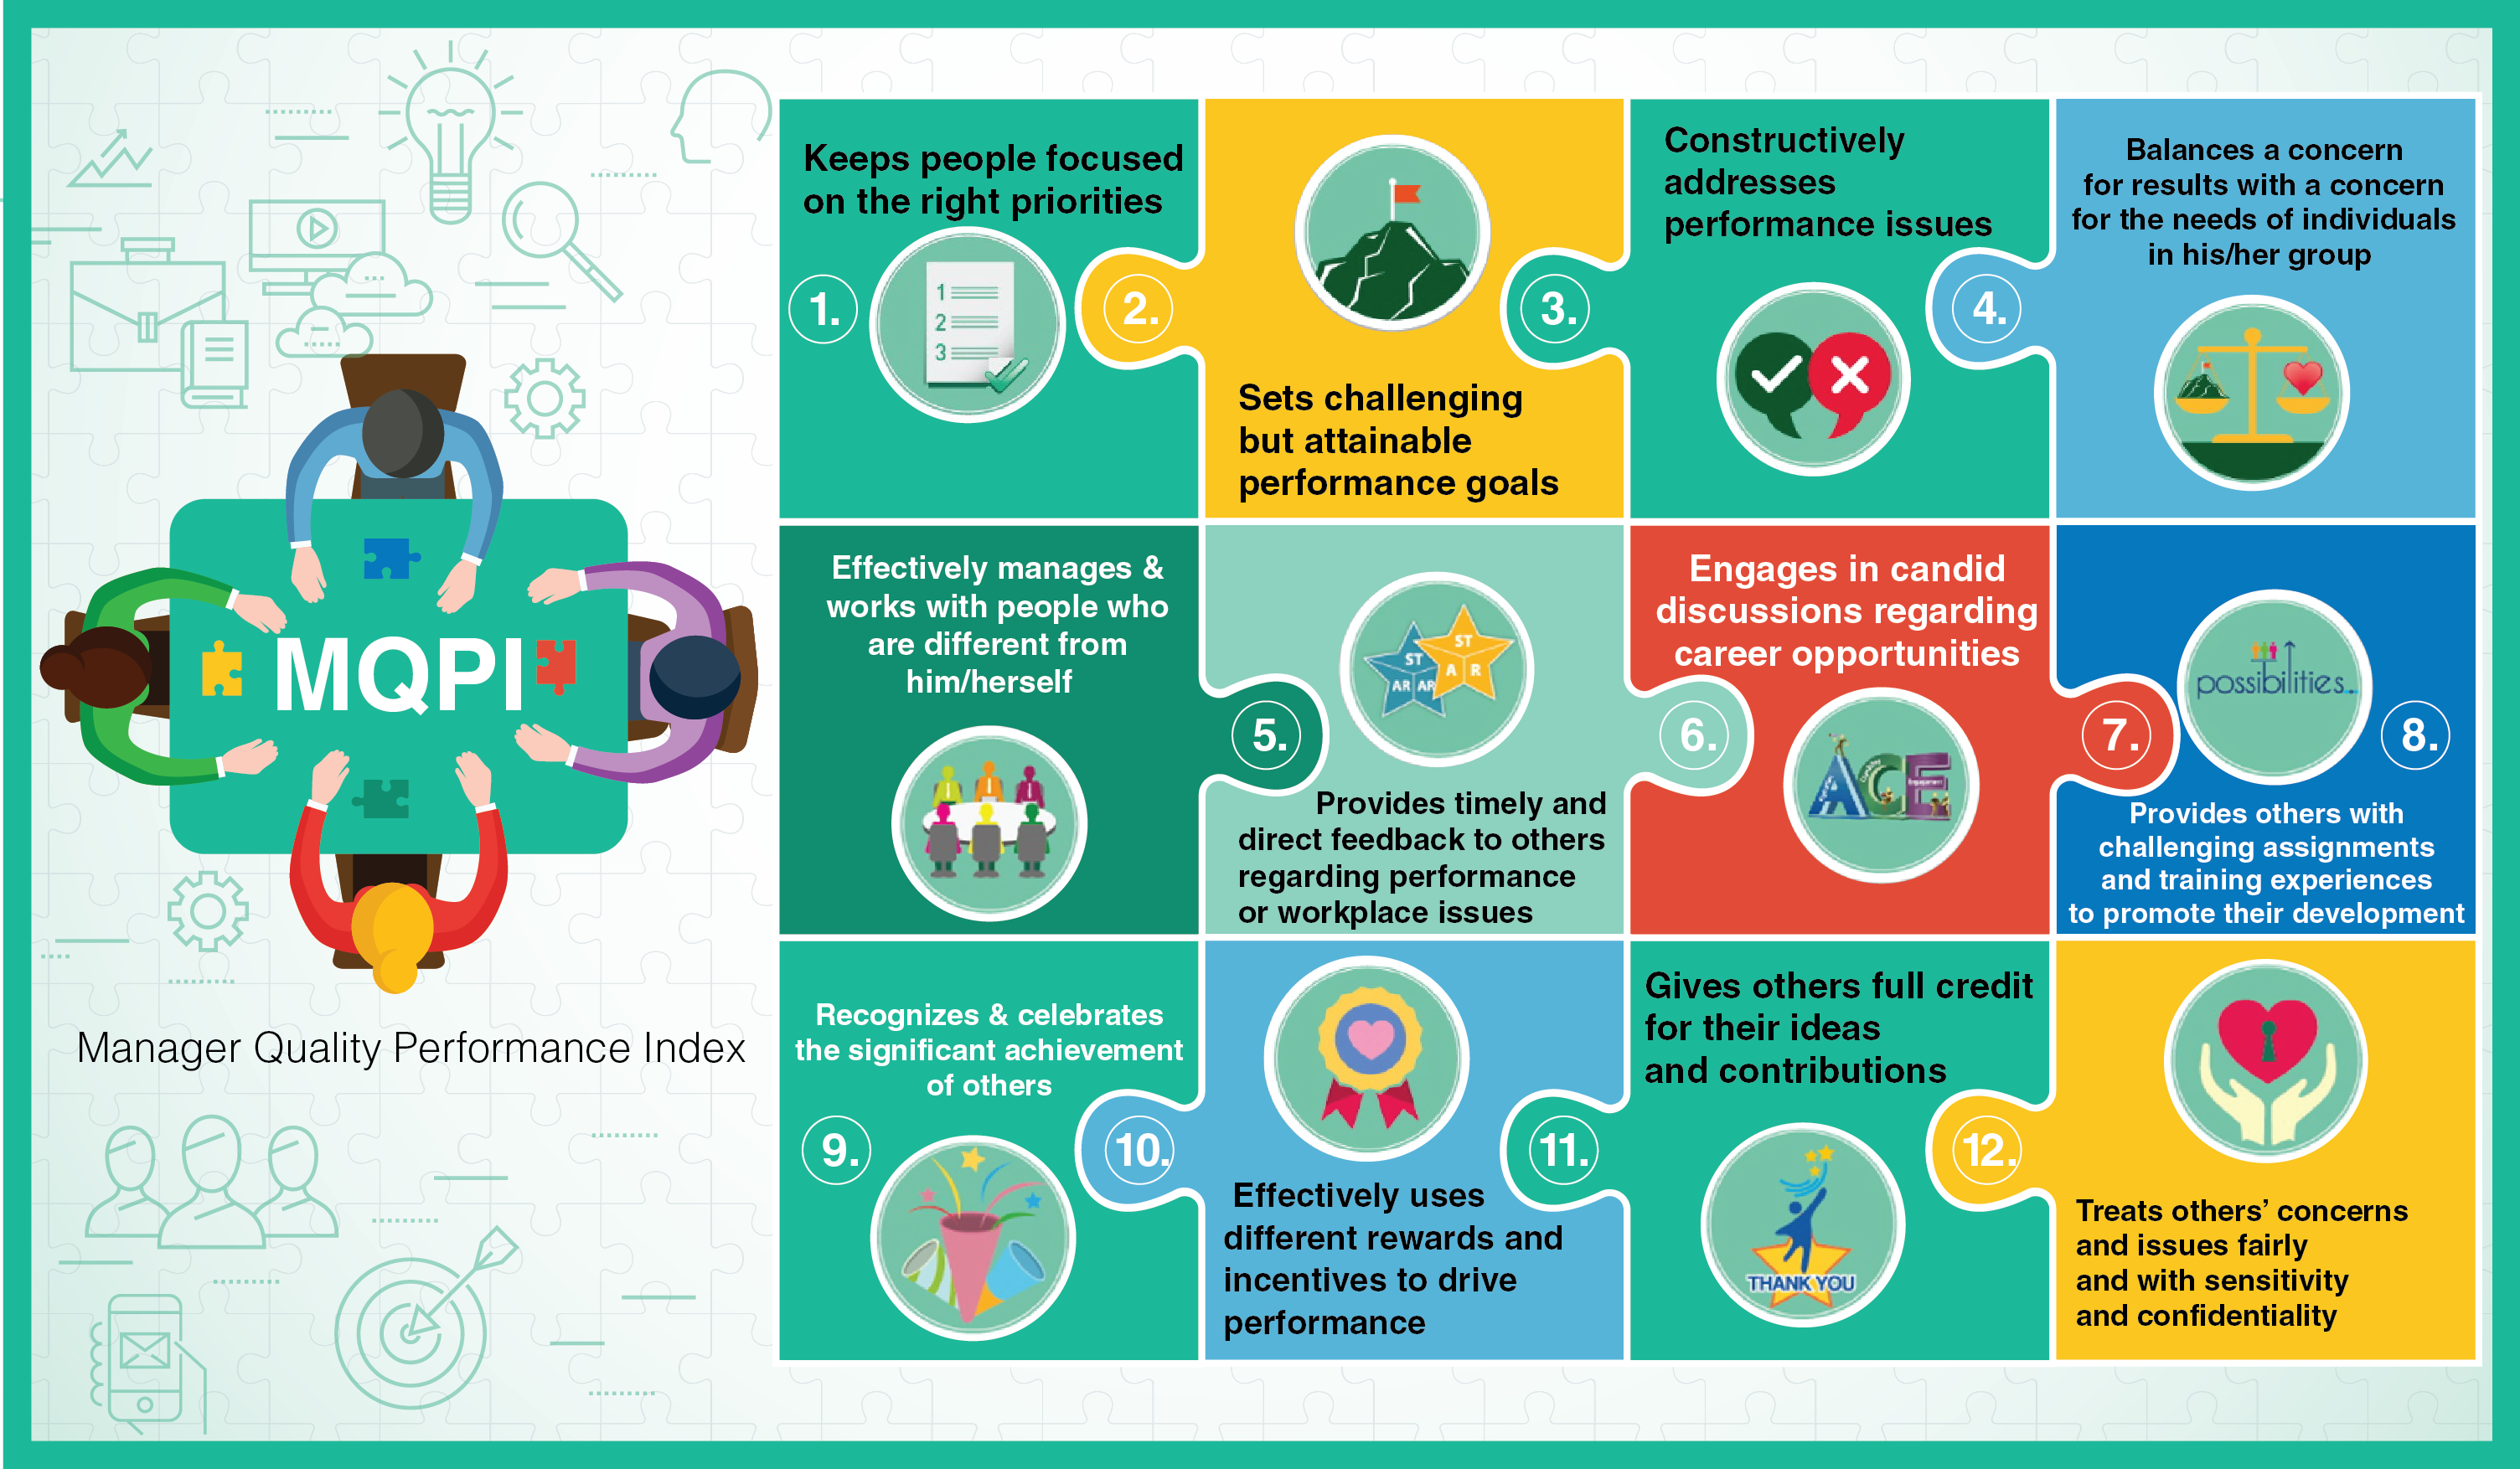 MQPI
Manager Quality Performance Index
Keeps people focused
on the right priorities
1.
1
2
3
2.
Sets challenging
but attainable
performance goals
Constructively
addresses
performance issues
3.
Balances a concern
for results with a concern
for the needs of individuals
in his/her group
4.
Effectively manages &
works with people who
are different from
him/herself
5.
ST
AR AR
ST
A R
Provides timely and
direct feedback to others
regarding performance
or workplace issues
6.
Engages in candid
discussions regarding
career opportunities
ACE
7.
possibilities...
8.
Provides others with
challenging assignments
and training experiences
to promote their development
Recognizes & celebrates
the significant achievement
of others
9.
10.
Effectively uses
different rewards and
incentives to drive
performance
Gives others full credit
for their ideas
and contributions
11.
THANK YOU
12.
Treats others’ concerns
and issues fairly
and with sensitivity
and confidentiality